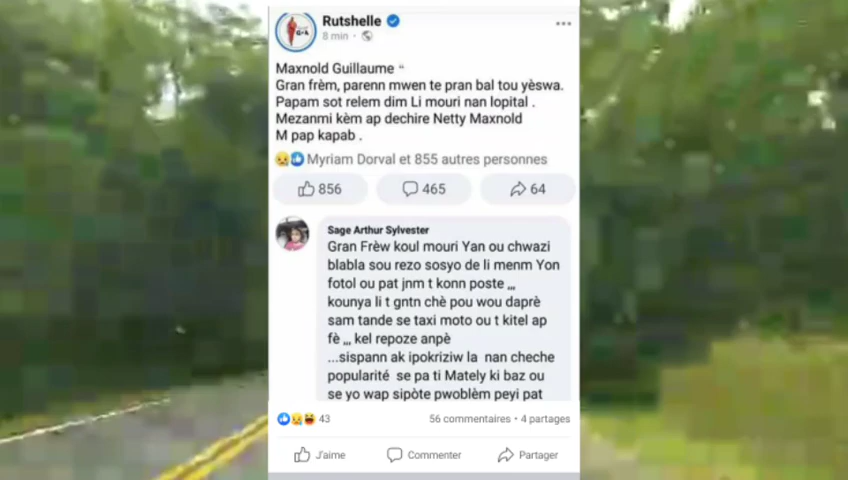 Rutshelle
8 min ·
Maxnold Guillaume "
Gran frèm, parenn mwen te pran bal tou yèswa.
Papam sot relem dim Li mouri nan lopital .
Mezanmi kèm ap dechire Netty Maxnold
M pap kapab .
Myriam Dorval et 855 autres personnes
856 465 64
Sage Arthur Sylvester
Gran Frèw koul mouri Yan ou chwazi
blabla sou rezo sosyo de li menm Yon
fotol ou pat jnm t konn poste ,,,
kounya li t gntn chè pou wou daprè
sam tande se taxi moto ou t kitel ap
fè ,,, kel repoze anpè
...sispann ak ipokriziw la nan cheche
popularité se pa ti Mately ki baz ou
se yo wap sipòte pwoblèm peyi pat
43 56 commentaires • 4 partages
J'aime Commenter Partager